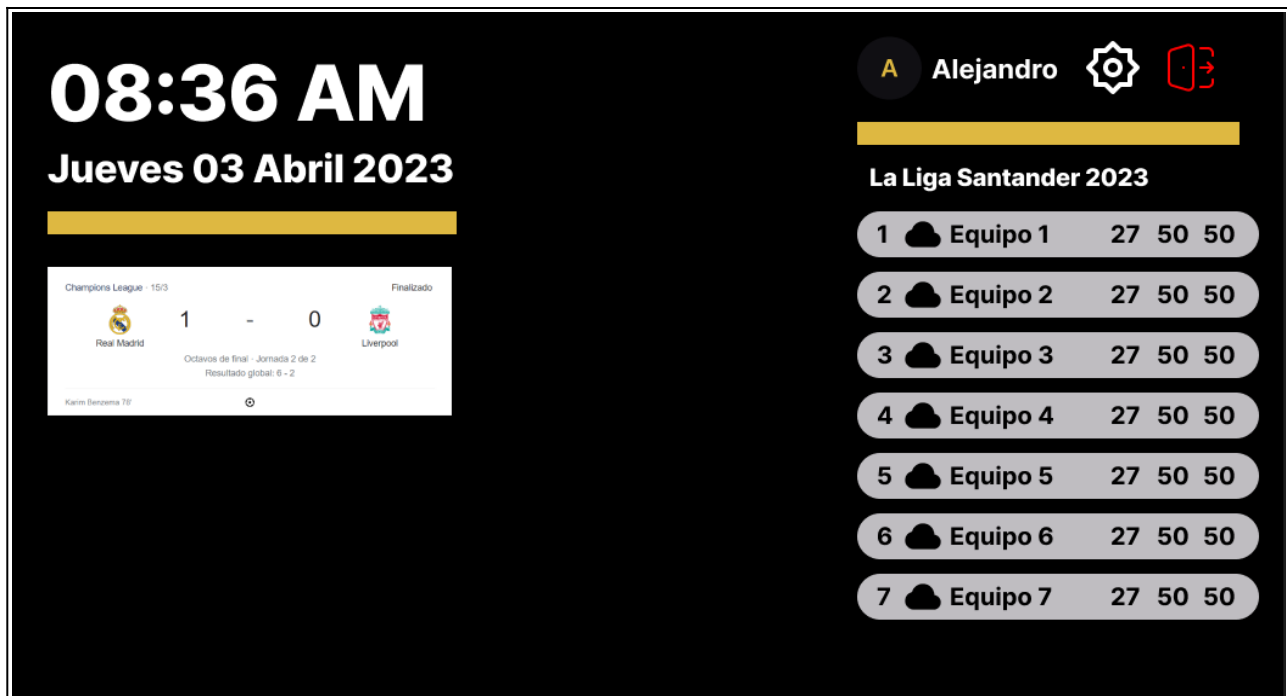 08:36 AM
Jueves 03 Abril 2023
Champions League · 15/3 Finalizado
1 - 0
Real Madrid Liverpool
Octavos de final · Jornada 2 de 2
Resultado global: 6 - 2
Karim Benzema 78'
A Alejandro
La Liga Santander 2023
1 Equipo 1 27 50 50
2 Equipo 2 27 50 50
3 Equipo 3 27 50 50
4 Equipo 4 27 50 50
5 Equipo 5 27 50 50
6 Equipo 6 27 50 50
7 Equipo 7 27 50 50